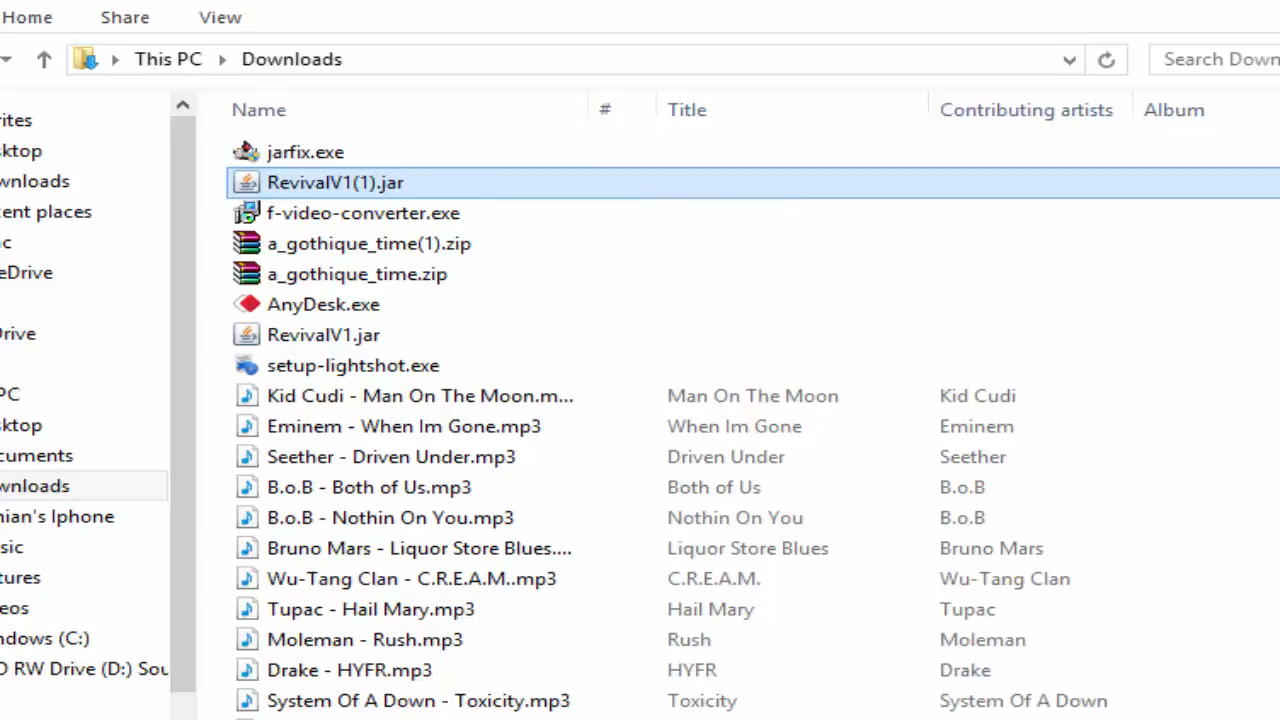 Home Share View
This PC Downloads Search Down
Name # Title Contributing artists Album
rites
sktop
wnloads
ent places
c
eDrive
Drive
PC
sktop
cuments
wnloads
nian's Iphone
sic
tures
eos
ndows (C:)
O RW Drive (D:) Sou
jarfix.exe
RevivalV1(1).jar
f-video-converter.exe
a_gothique_time(1).zip
a_gothique_time.zip
AnyDesk.exe
RevivalV1.jar
setup-lightshot.exe
Kid Cudi - Man On The Moon.m... Man On The Moon Kid Cudi
Eminem - When Im Gone.mp3 When Im Gone Eminem
Seether - Driven Under.mp3 Driven Under Seether
B.o.B - Both of Us.mp3 Both of Us B.o.B
B.o.B - Nothin On You.mp3 Nothin On You B.o.B
Bruno Mars - Liquor Store Blues.... Liquor Store Blues Bruno Mars
Wu-Tang Clan - C.R.E.A.M..mp3 C.R.E.A.M. Wu-Tang Clan
Tupac - Hail Mary.mp3 Hail Mary Tupac
Moleman - Rush.mp3 Rush Moleman
Drake - HYFR.mp3 HYFR Drake
System Of A Down - Toxicity.mp3 Toxicity System Of A Down